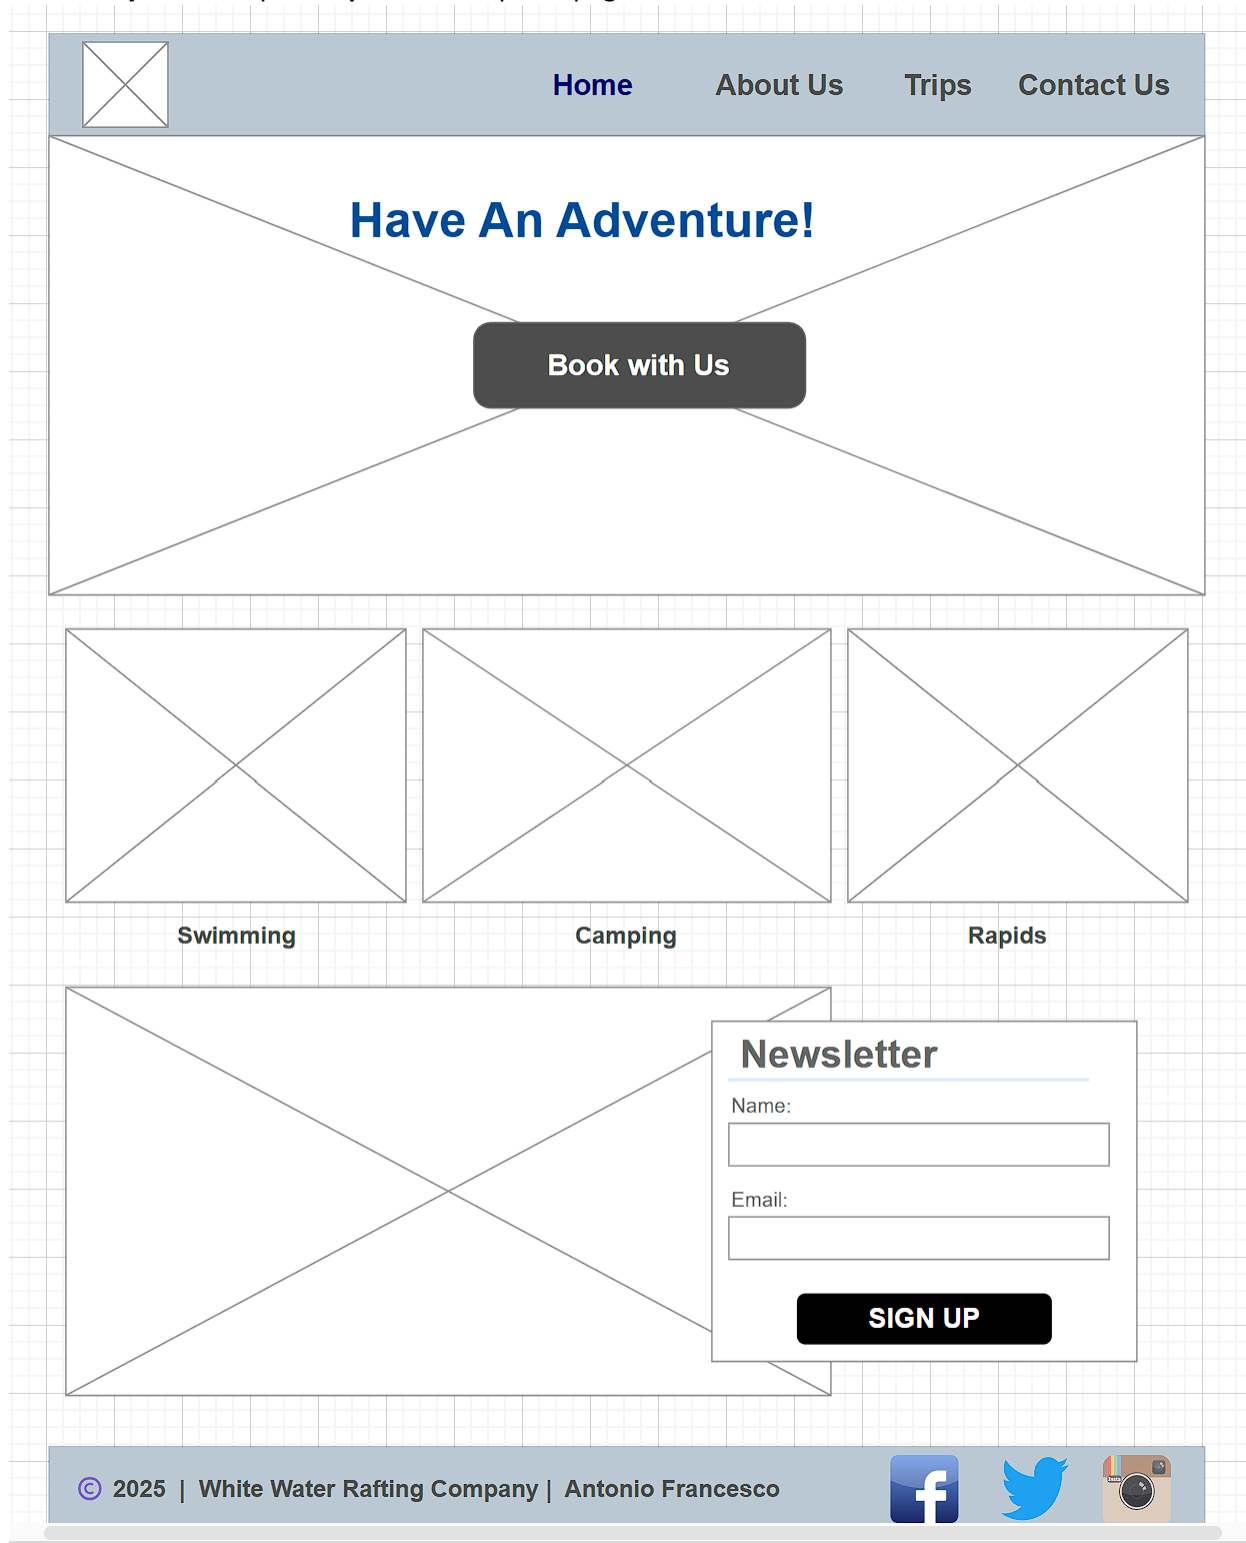 Home About Us Trips Contact Us
Have An Adventure!
Book with Us
Swimming Camping Rapids
Newsletter
Name:
Email:
SIGN UP
© 2025 | White Water Rafting Company | Antonio Francesco
Insta